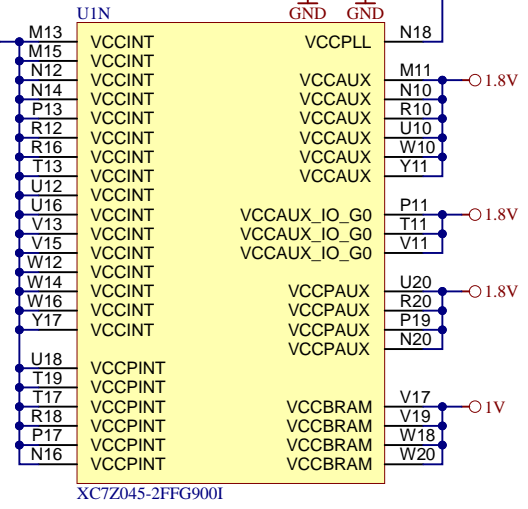 U1N GND GND
M13 VCCINT VCCPLL N18
M15 VCCINT
N12 VCCINT VCCAUX M11 1.8V
N14 VCCINT VCCAUX N10
P13 VCCINT VCCAUX R10
R12 VCCINT VCCAUX U10
R16 VCCINT VCCAUX W10
T13 VCCINT VCCAUX Y11
U12 VCCINT
U16 VCCINT VCCAUX_IO_G0 P11 1.8V
V13 VCCINT VCCAUX_IO_G0 T11
V15 VCCINT VCCAUX_IO_G0 V11
W12 VCCINT
W14 VCCINT VCCPAUX U20 1.8V
W16 VCCINT VCCPAUX R20
Y17 VCCINT VCCPAUX P19
VCCPAUX N20
U18 VCCPINT
T19 VCCPINT
T17 VCCPINT VCCBRAM V17 1V
R18 VCCPINT VCCBRAM V19
P17 VCCPINT VCCBRAM W18
N16 VCCPINT VCCBRAM W20
XC7Z045-2FFG900I